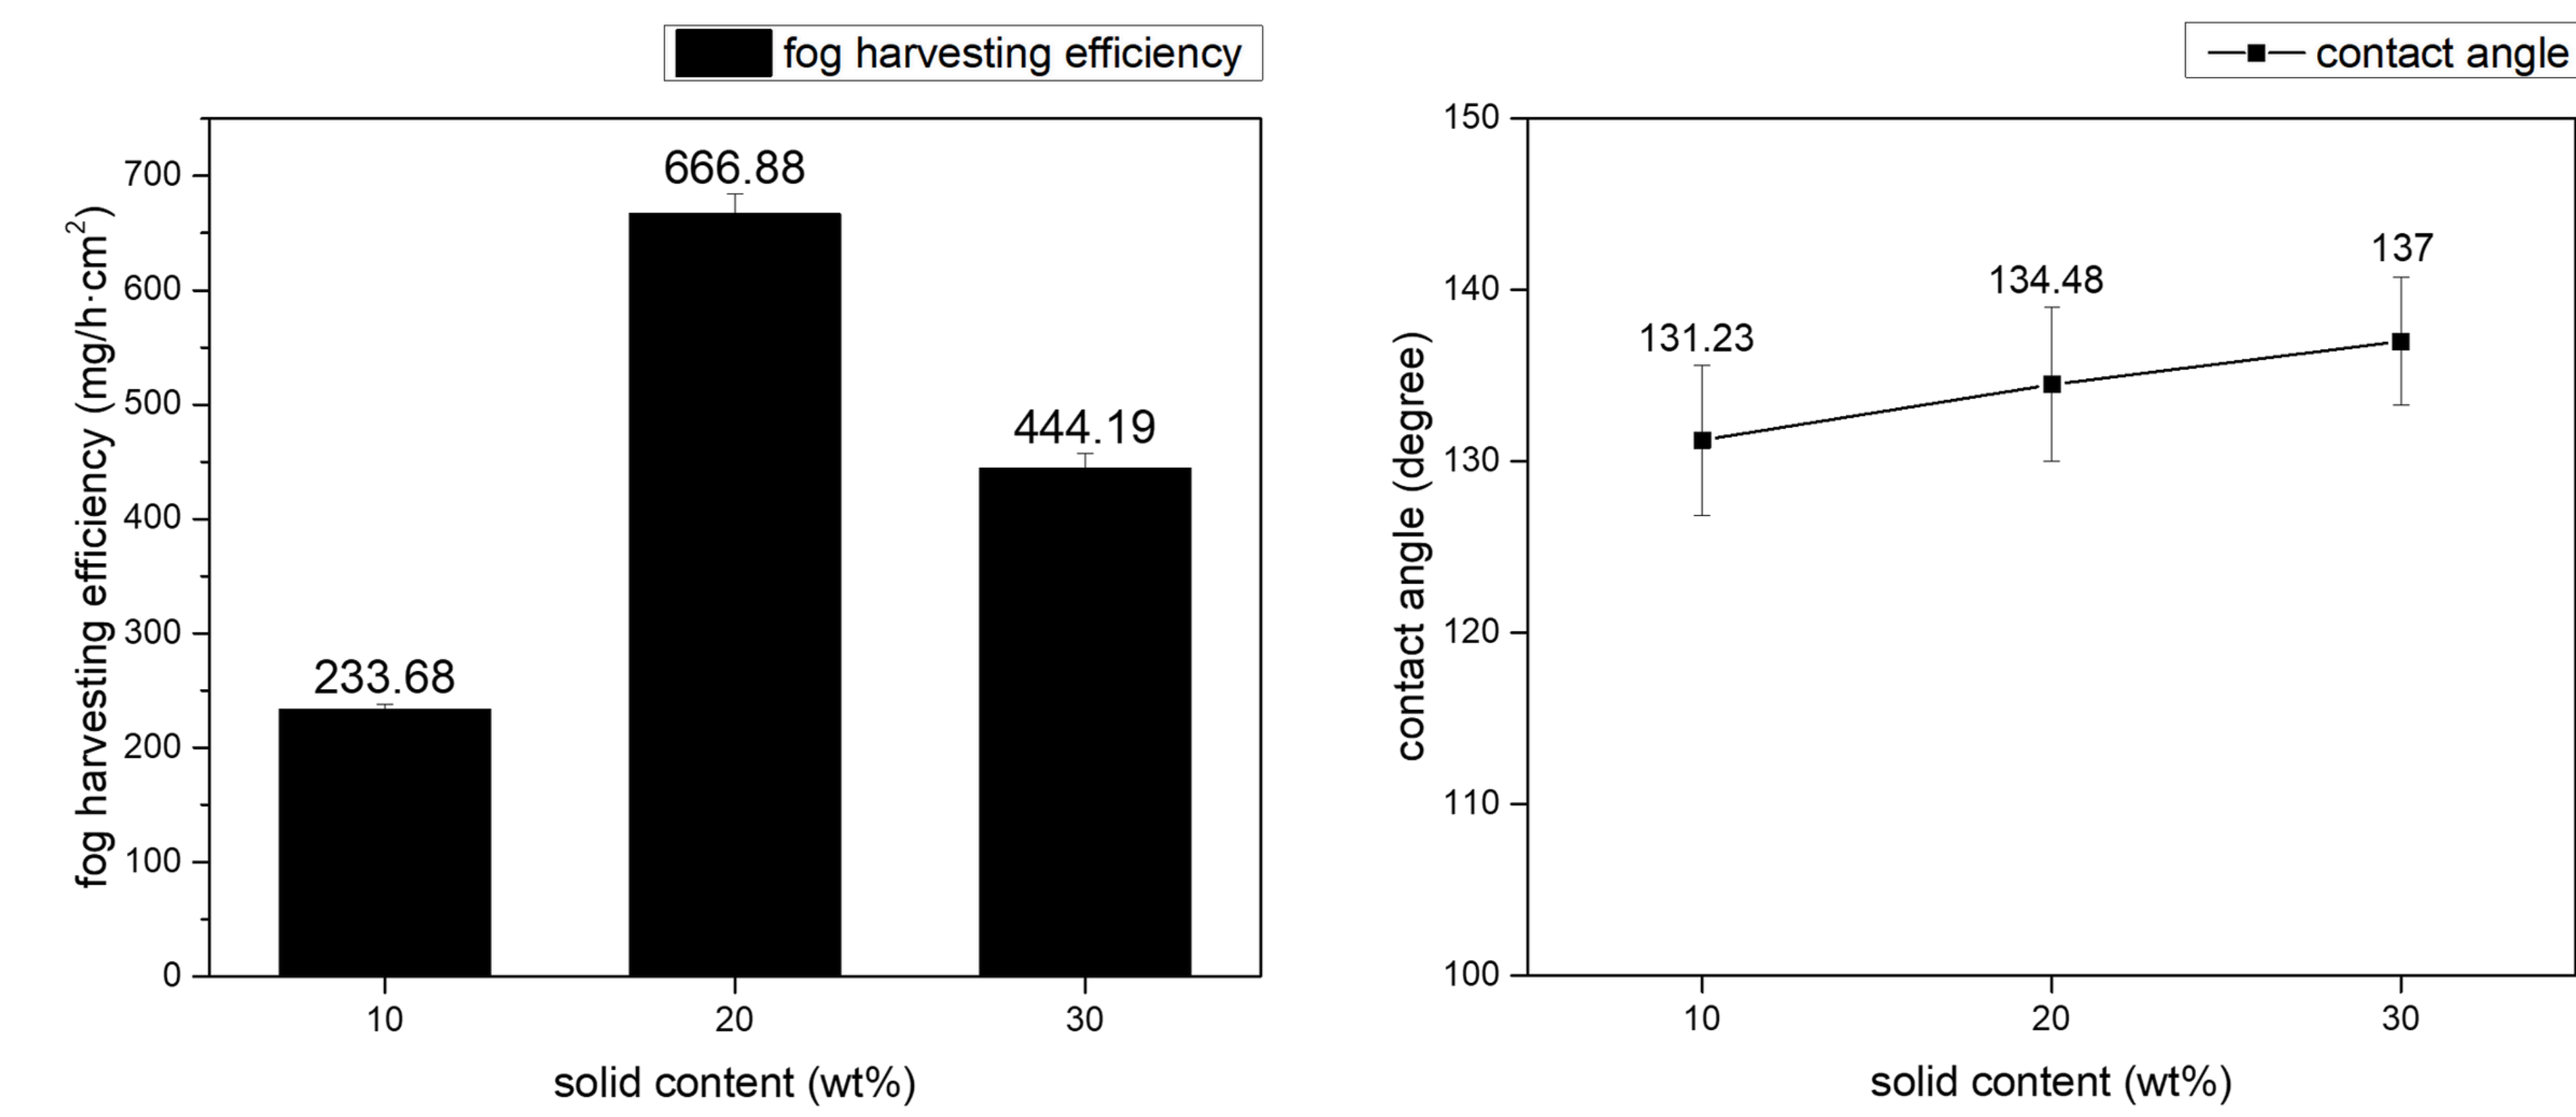 fog harvesting efficiency
700
600
500
400
300
200
100
0
fog harvesting efficiency (mg/h·cm²)
666.88
444.19
233.68
10 20 30
solid content (wt%)
contact angle
150
140
130
120
110
100
contact angle (degree)
131.23
134.48
137
10 20 30
solid content (wt%)